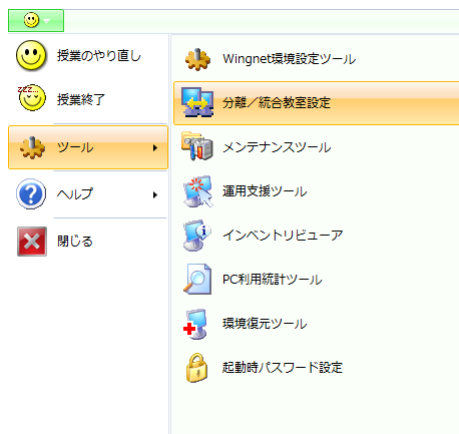 授業のやり直し
zzz...
授業終了
ツール
ヘルプ
閉じる
Wingnet環境設定ツール
分離／統合教室設定
メンテナンスツール
運用支援ツール
インベントリビューア
PC利用統計ツール
環境復元ツール
起動時パスワード設定